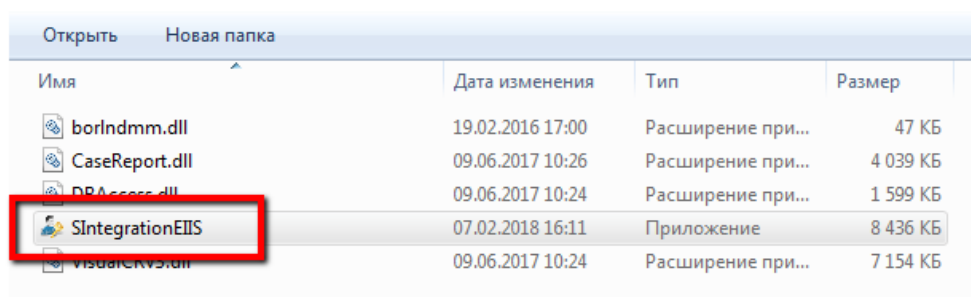 Открыть Новая папка
Имя Дата изменения Тип Размер
borlndmm.dll 19.02.2016 17:00 Расширение при... 47 КБ
CaseReport.dll 09.06.2017 10:26 Расширение при... 4 039 КБ
DBAccess.dll 09.06.2017 10:24 Расширение при... 1 599 КБ
SIntegrationEIIS 07.02.2018 16:11 Приложение 8 436 КБ
09.06.2017 10:24 Расширение при... 7 154 КБ